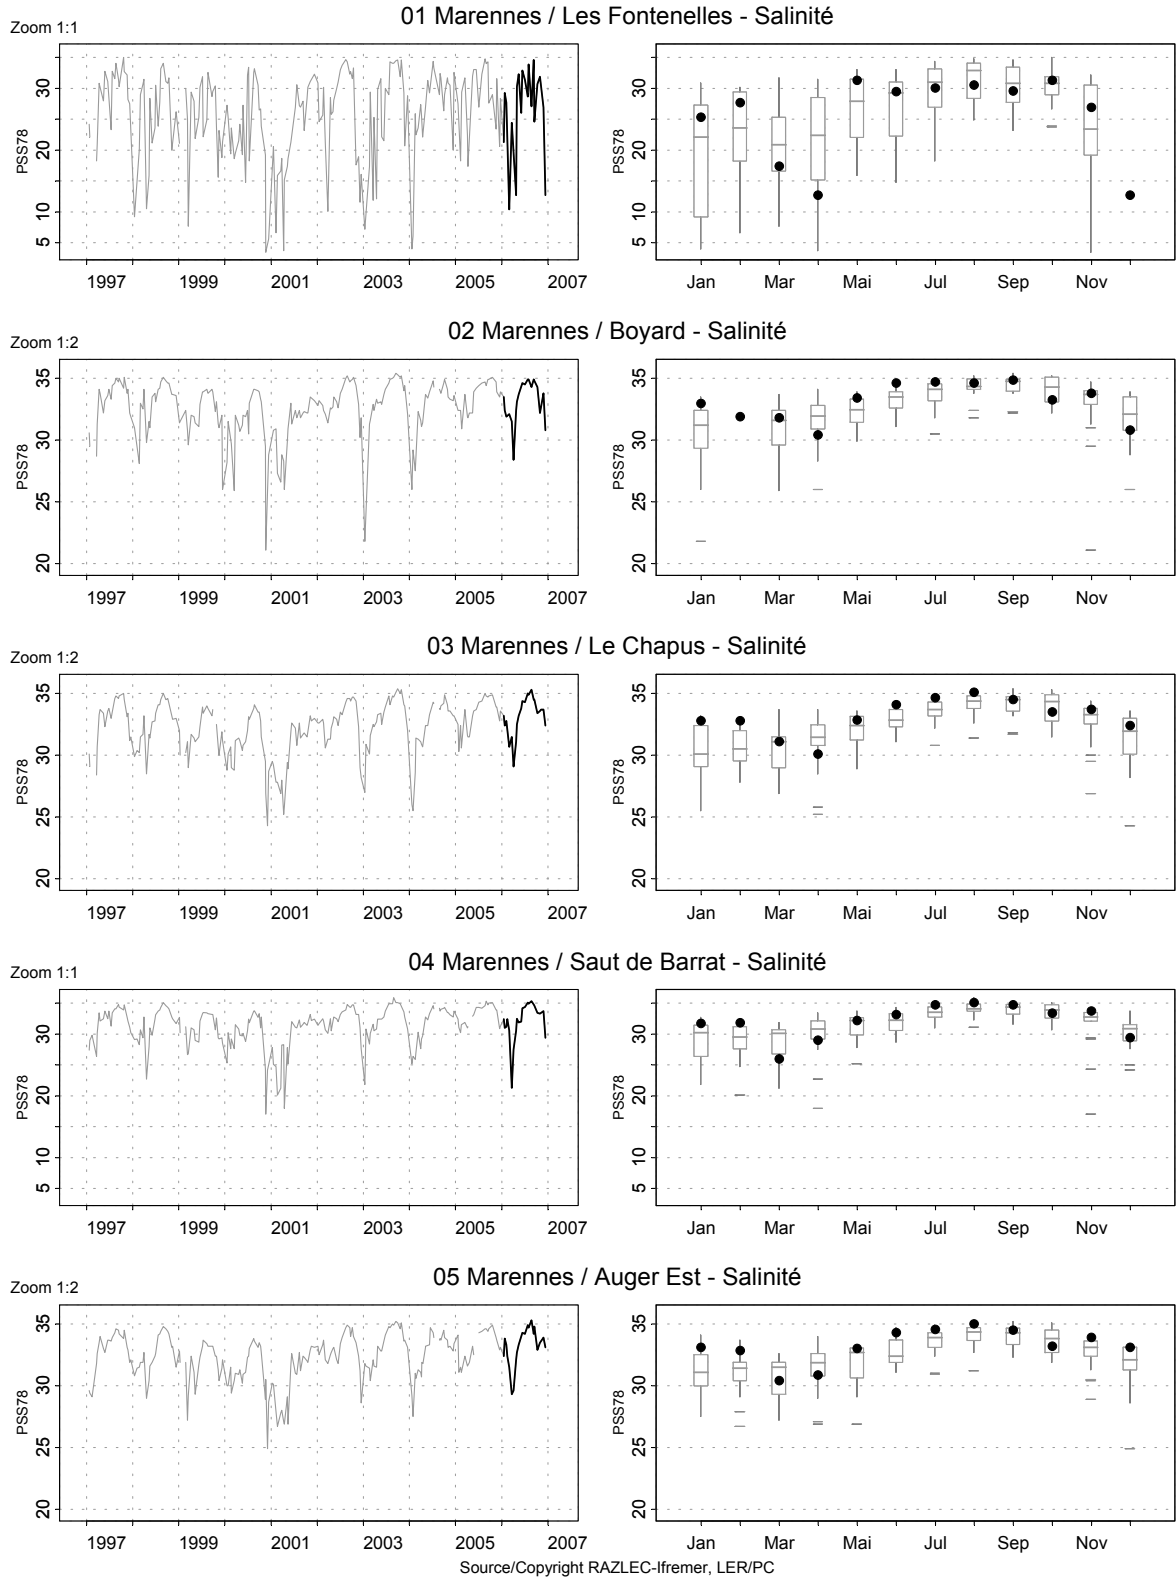 01 Marennes / Les Fontenelles - Salinité
Zoom 1:1
PSS78
5 10 20 30
1997 1999 2001 2003 2005 2007
5 10 20 30
PSS78
Jan Mar Mai Jul Sep Nov
02 Marennes / Boyard - Salinité
Zoom 1:2
PSS78
20 25 30 35
1997 1999 2001 2003 2005 2007
20 25 30 35
PSS78
Jan Mar Mai Jul Sep Nov
03 Marennes / Le Chapus - Salinité
Zoom 1:2
PSS78
20 25 30 35
1997 1999 2001 2003 2005 2007
20 25 30 35
PSS78
Jan Mar Mai Jul Sep Nov
04 Marennes / Saut de Barrat - Salinité
Zoom 1:1
PSS78
5 10 20 30
1997 1999 2001 2003 2005 2007
5 10 20 30
PSS78
Jan Mar Mai Jul Sep Nov
05 Marennes / Auger Est - Salinité
Zoom 1:2
PSS78
20 25 30 35
1997 1999 2001 2003 2005 2007
20 25 30 35
PSS78
Jan Mar Mai Jul Sep Nov
Source/Copyright RAZLEC-Ifremer, LER/PC